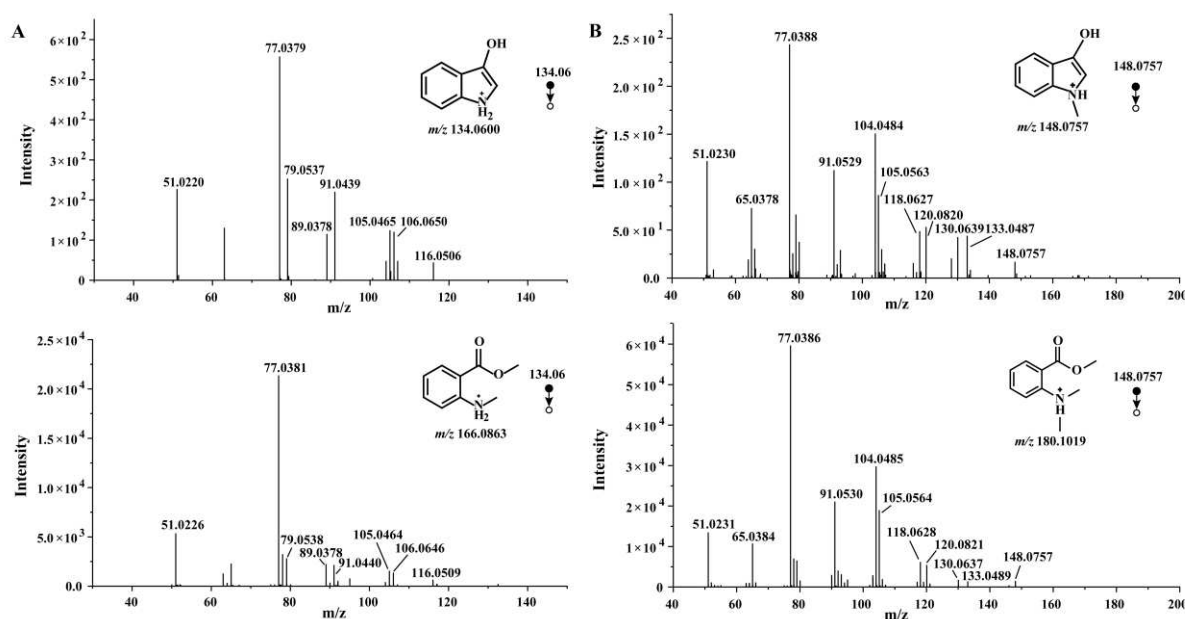 A
Intensity
6×10²
5×10²
4×10²
3×10²
2×10²
1×10²
0
77.0379
51.0220
79.0537
91.0439
89.0378
105.0465
106.0650
116.0506
OH
N
H₂
+
m/z 134.0600
134.06
40 60 80 100 120 140
m/z
B
Intensity
2.5×10²
2.0×10²
1.5×10²
1.0×10²
5.0×10¹
0.0
77.0388
51.0230
65.0378
91.0529
104.0484
105.0563
118.0627
120.0820
130.0639
133.0487
148.0757
OH
NH
+
m/z 148.0757
148.0757
40 60 80 100 120 140 160 180 200
m/z
Intensity
2.5×10⁴
2.0×10⁴
1.5×10⁴
1.0×10⁴
5.0×10³
0.0
77.0381
51.0226
79.0538
89.0378
91.0440
105.0464
106.0646
116.0509
O
O
N
H₂
+
m/z 166.0863
134.06
40 60 80 100 120 140
m/z
Intensity
6×10⁴
5×10⁴
4×10⁴
3×10⁴
2×10⁴
1×10⁴
0
77.0386
51.0231
65.0384
91.0530
104.0485
105.0564
118.0628
120.0821
130.0637
133.0489
148.0757
O
O
N
H
+
m/z 180.1019
148.0757
40 60 80 100 120 140 160 180 200
m/z